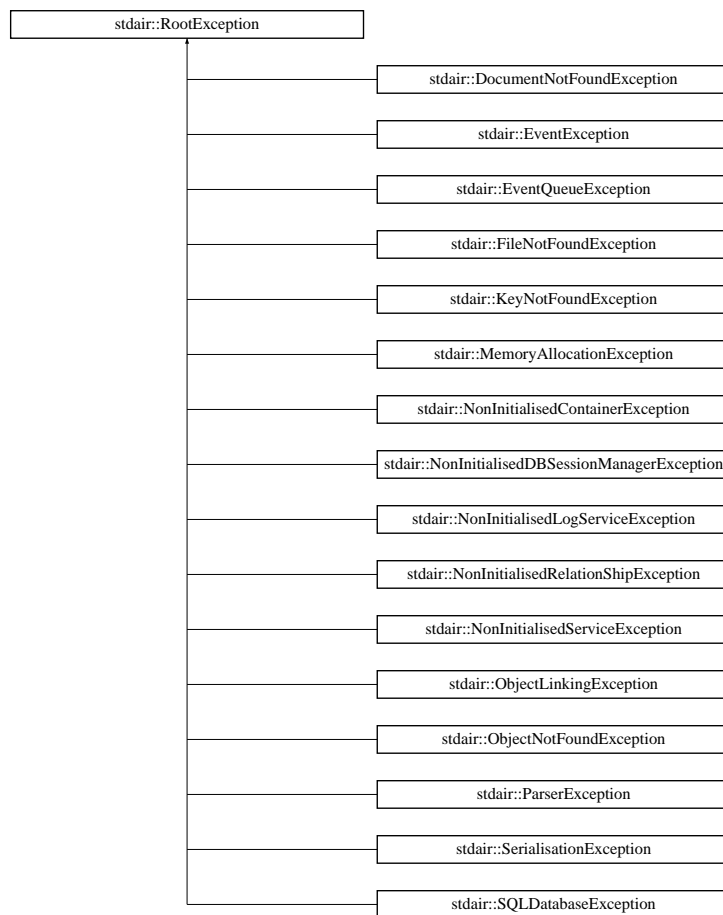 stdair::RootException
stdair::DocumentNotFoundException
stdair::EventException
stdair::EventQueueException
stdair::FileNotFoundException
stdair::KeyNotFoundException
stdair::MemoryAllocationException
stdair::NonInitialisedContainerException
stdair::NonInitialisedDBSessionManagerException
stdair::NonInitialisedLogServiceException
stdair::NonInitialisedRelationShipException
stdair::NonInitialisedServiceException
stdair::ObjectLinkingException
stdair::ObjectNotFoundException
stdair::ParserException
stdair::SerialisationException
stdair::SQLDatabaseException